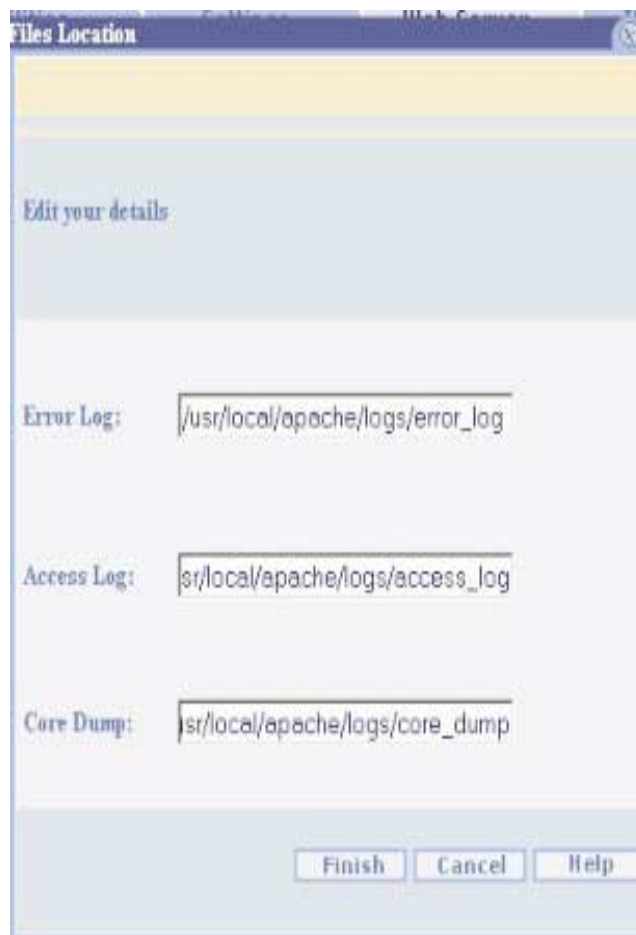 Files Location
Edit your details
Error Log: /usr/local/apache/logs/error_log
Access Log: sr/local/apache/logs/access_log
Core Dump: usr/local/apache/logs/core_dump
Finish Cancel Help